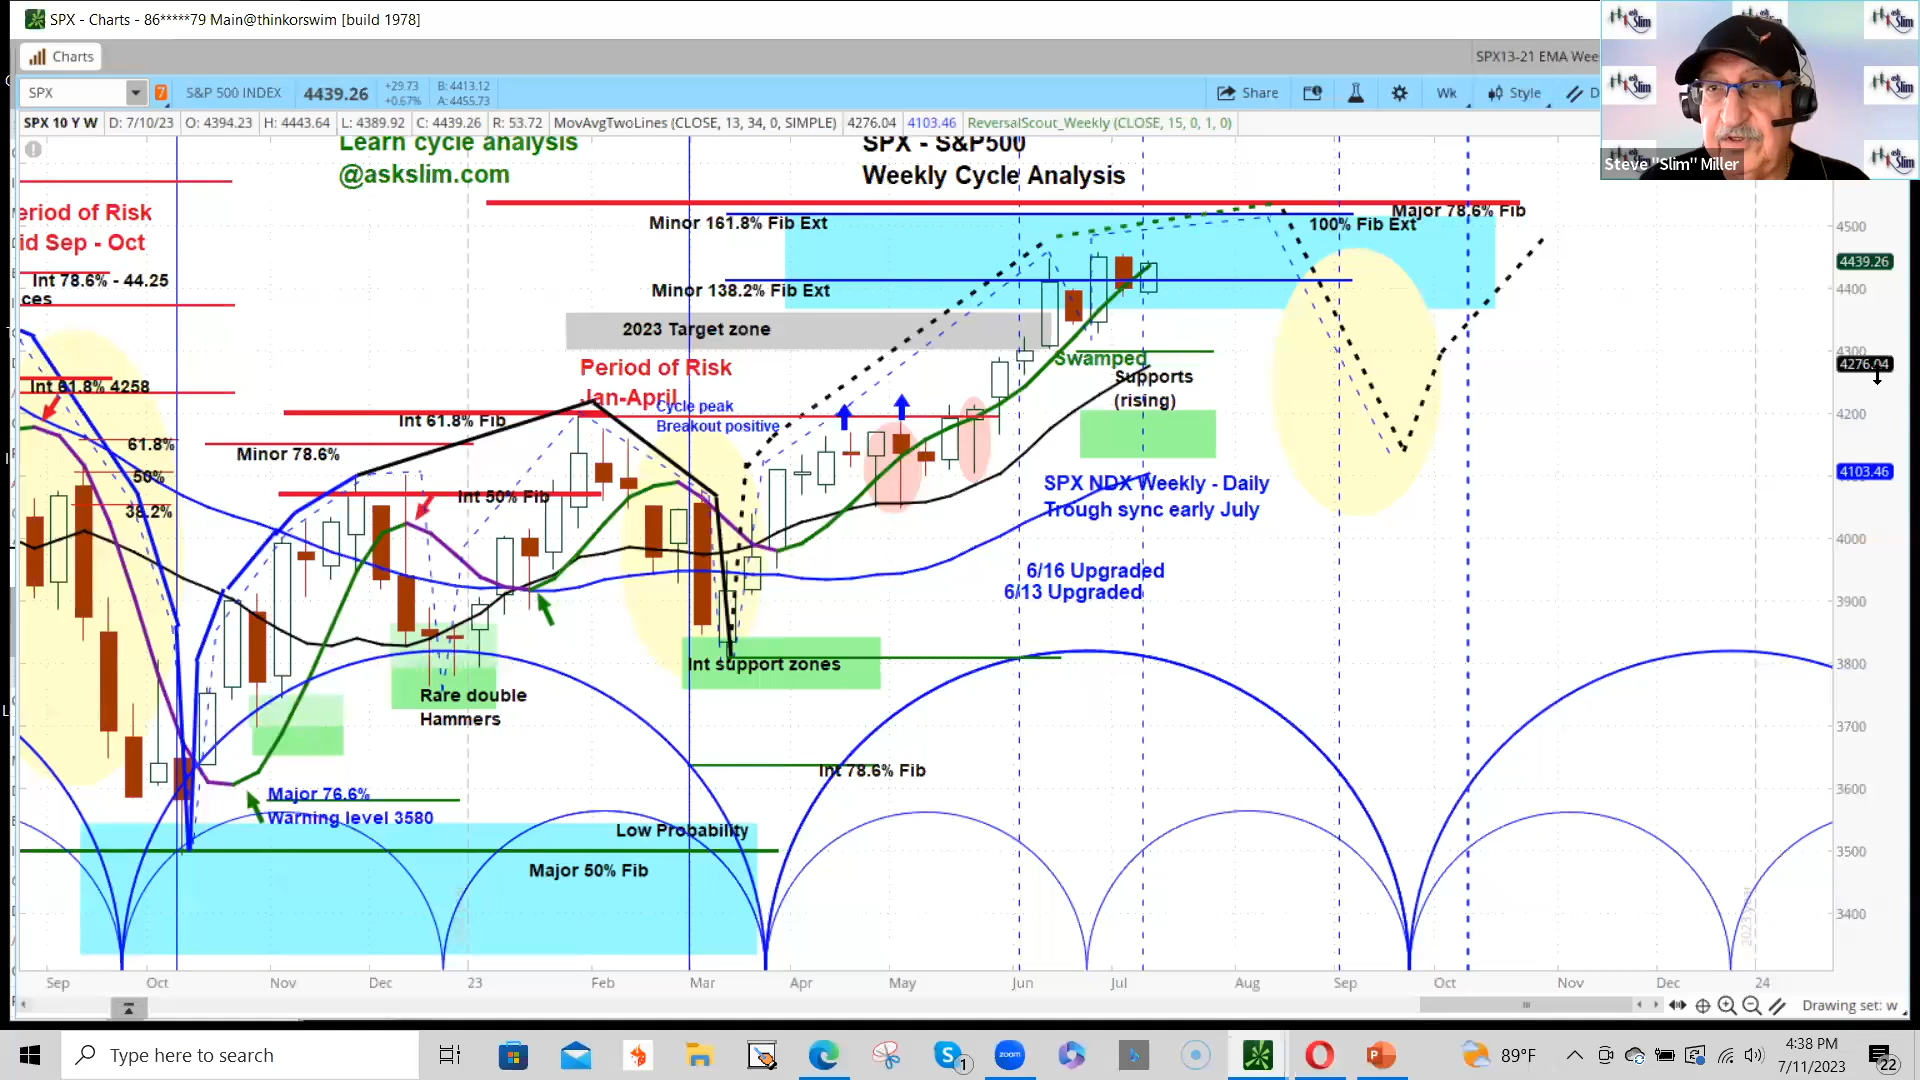 SPX - Charts - 86*****79 Main@thinkorswim [build 1978]
Charts
SPX13-21 EMA Wee
SPX
7
S&P 500 INDEX
4439.26
+29.73
+0.67%
B: 4413.12
A: 4455.73
Share
Wk
Style
D
SPX 10 Y W
D: 7/10/23
O: 4394.23
H: 4443.64
L: 4389.92
C: 4439.26
R: 53.72
MovAvgTwoLines (CLOSE, 13, 34, 0, SIMPLE)
4276.04
4103.46
ReversalScout_Weekly (CLOSE, 15, 0, 1, 0)
Steve "Slim" Miller
Learn cycle analysis
@askslim.com
SPX - S&P500
Weekly Cycle Analysis
eriod of Risk
id Sep - Oct
Int 78.6% - 44.25
ces
Int 61.8% 4258
61.8%
50%
38.2%
Minor 78.6%
Int 61.8% Fib
Int 50% Fib
Minor 161.8% Fib Ext
Minor 138.2% Fib Ext
2023 Target zone
Period of Risk
Jan-April
Cycle peak
Breakout positive
Major 78.6% Fib
100% Fib Ext
Swamped
Supports
(rising)
SPX NDX Weekly - Daily
Trough sync early July
6/16 Upgraded
6/13 Upgraded
Int support zones
Rare double
Hammers
Int 78.6% Fib
Major 76.6%
Warning level 3580
Low Probability
Major 50% Fib
4500
4439.26
4400
4300
4276.04
4200
4103.46
4000
3900
3800
3700
3600
3500
3400
2023 year
Sep
Oct
Nov
Dec
23
Feb
Mar
Apr
May
Jun
Jul
Aug
Sep
Oct
Nov
Dec
24
Drawing set: w
Type here to search
1
zoom
89°F
4:38 PM
7/11/2023
22